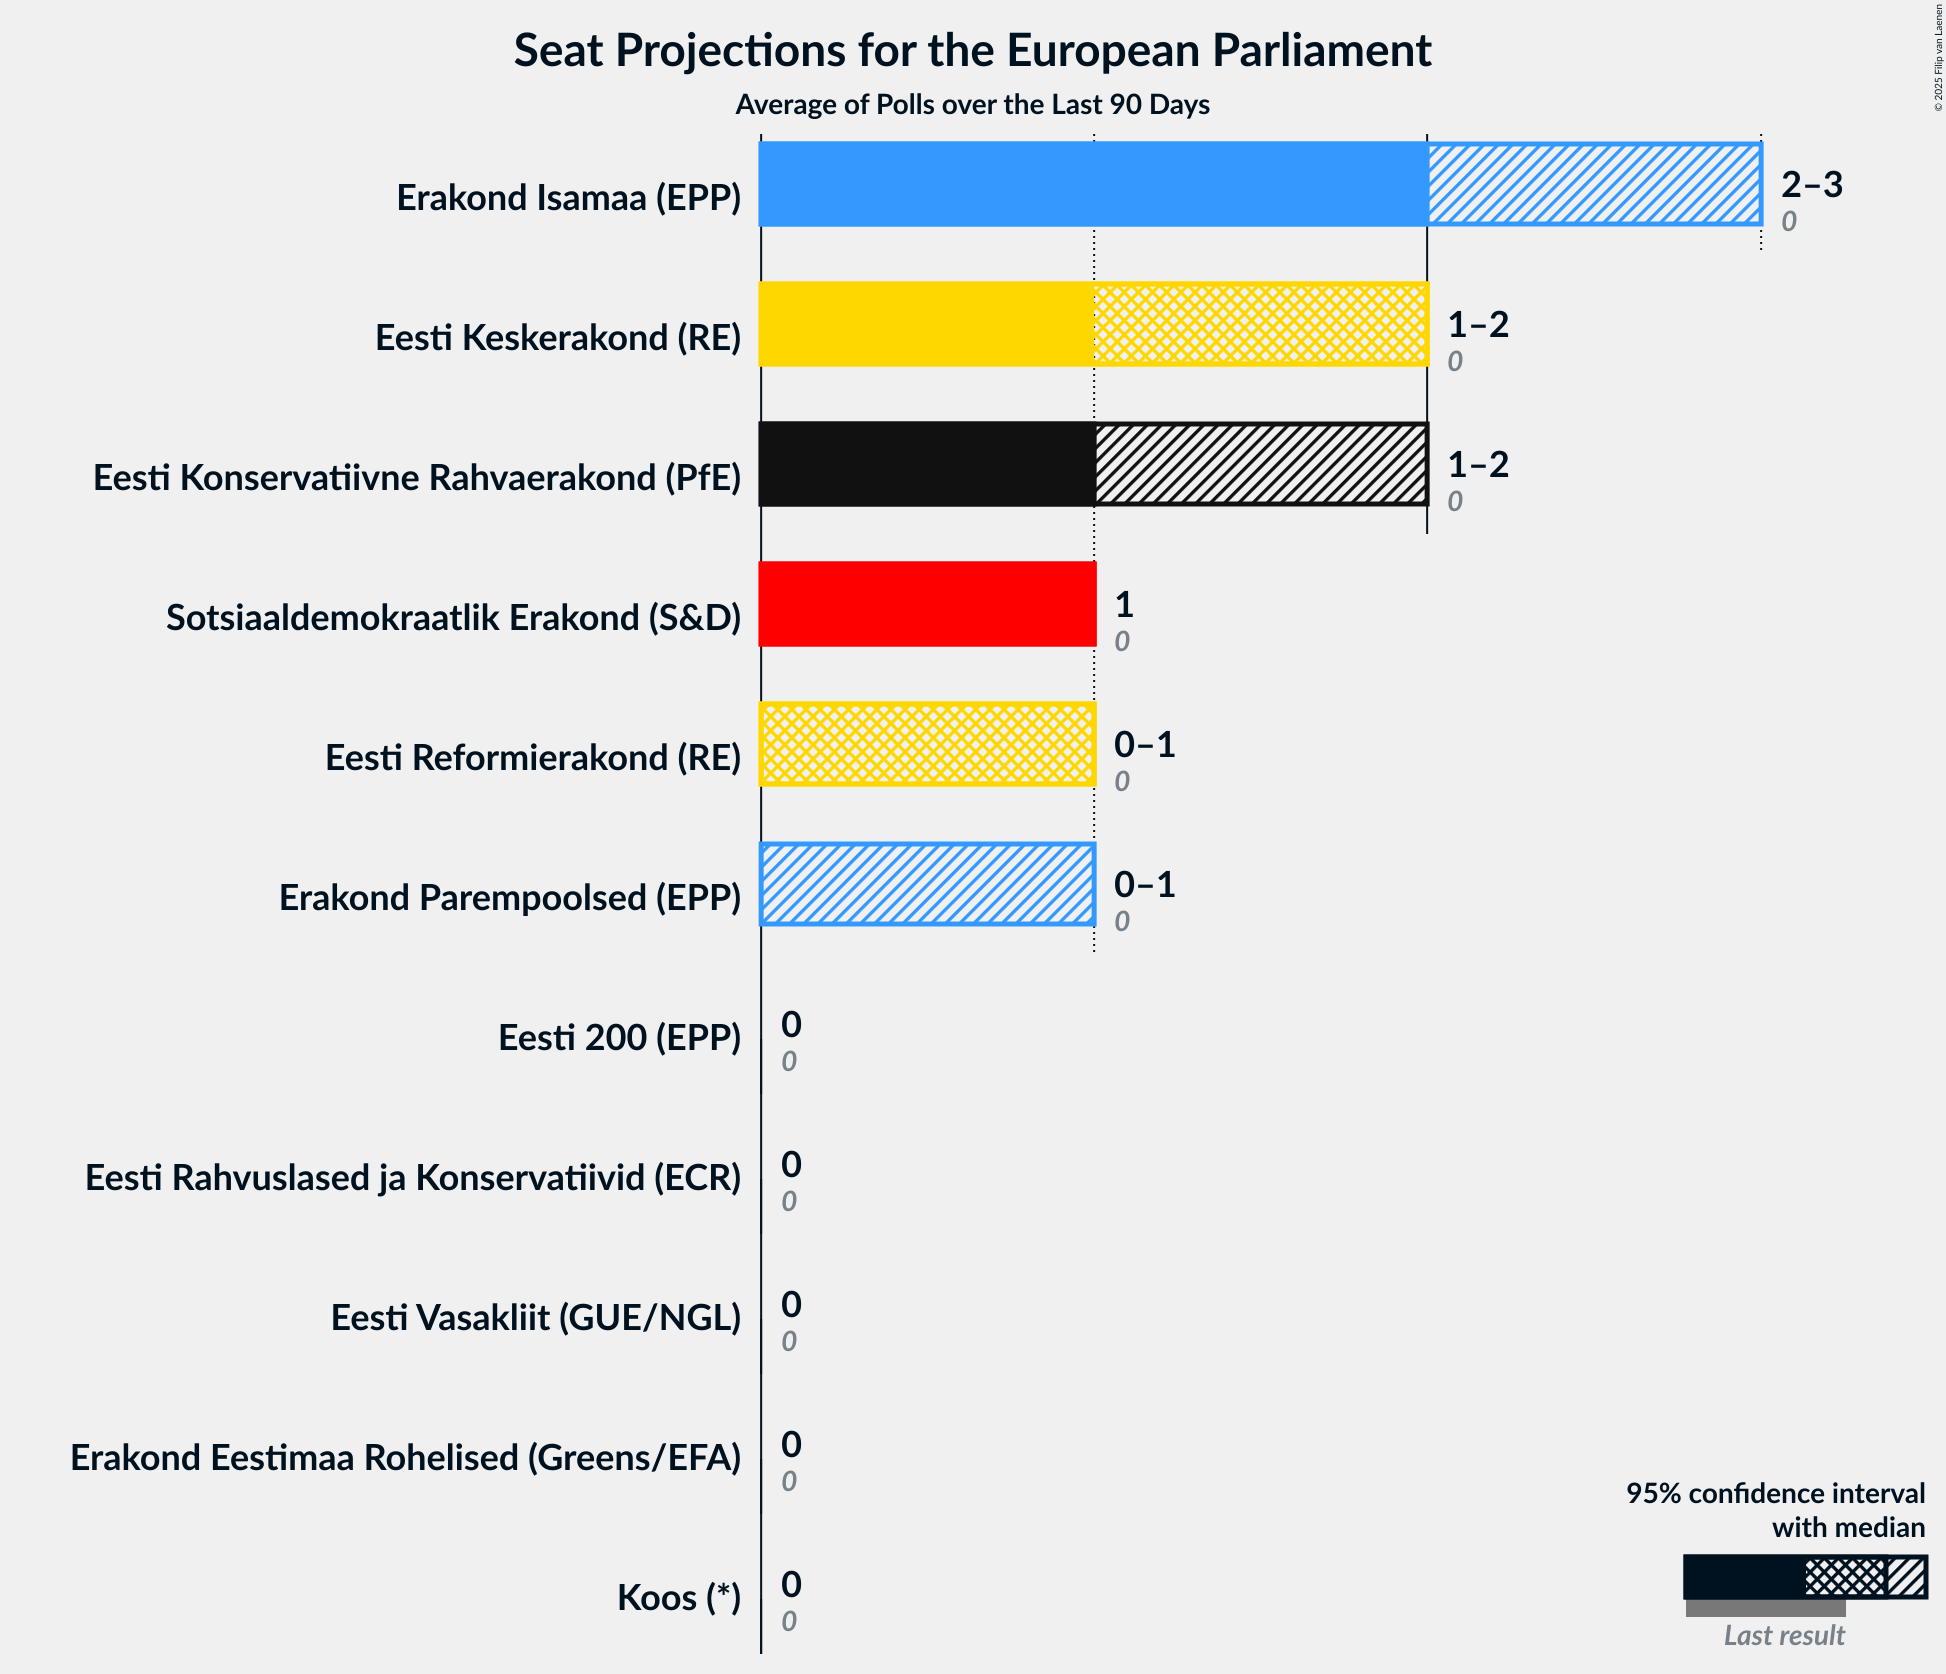 Seat Projections for the European Parliament
Average of Polls over the Last 90 Days
© 2025 Filip van Laenen
Erakond Isamaa (EPP)
2–3
0
Eesti Keskerakond (RE)
1–2
0
Eesti Konservatiivne Rahvaerakond (PfE)
1–2
0
Sotsiaaldemokraatlik Erakond (S&D)
1
0
Eesti Reformierakond (RE)
0–1
0
Erakond Parempoolsed (EPP)
0–1
0
Eesti 200 (EPP)
0
0
Eesti Rahvuslased ja Konservatiivid (ECR)
0
0
Eesti Vasakliit (GUE/NGL)
0
0
Erakond Eestimaa Rohelised (Greens/EFA)
0
0
Koos (*)
0
0
95% confidence interval
with median
Last result